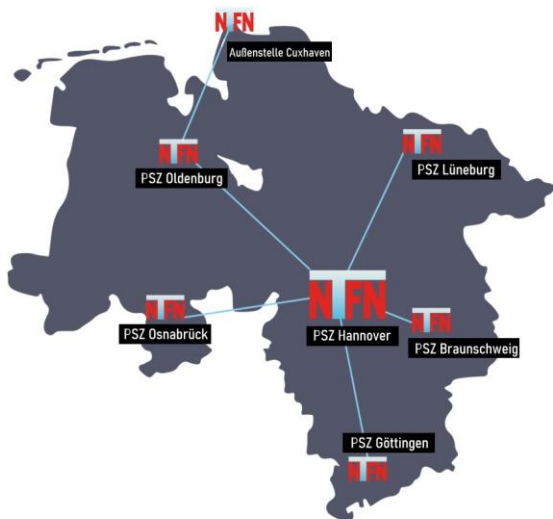 NTFN
Außenstelle Cuxhaven
NTFN
PSZ Oldenburg
NTFN
PSZ Lüneburg
NTFN
PSZ Hannover
NTFN
PSZ Osnabrück
NTFN
PSZ Braunschweig
PSZ Göttingen
NTFN